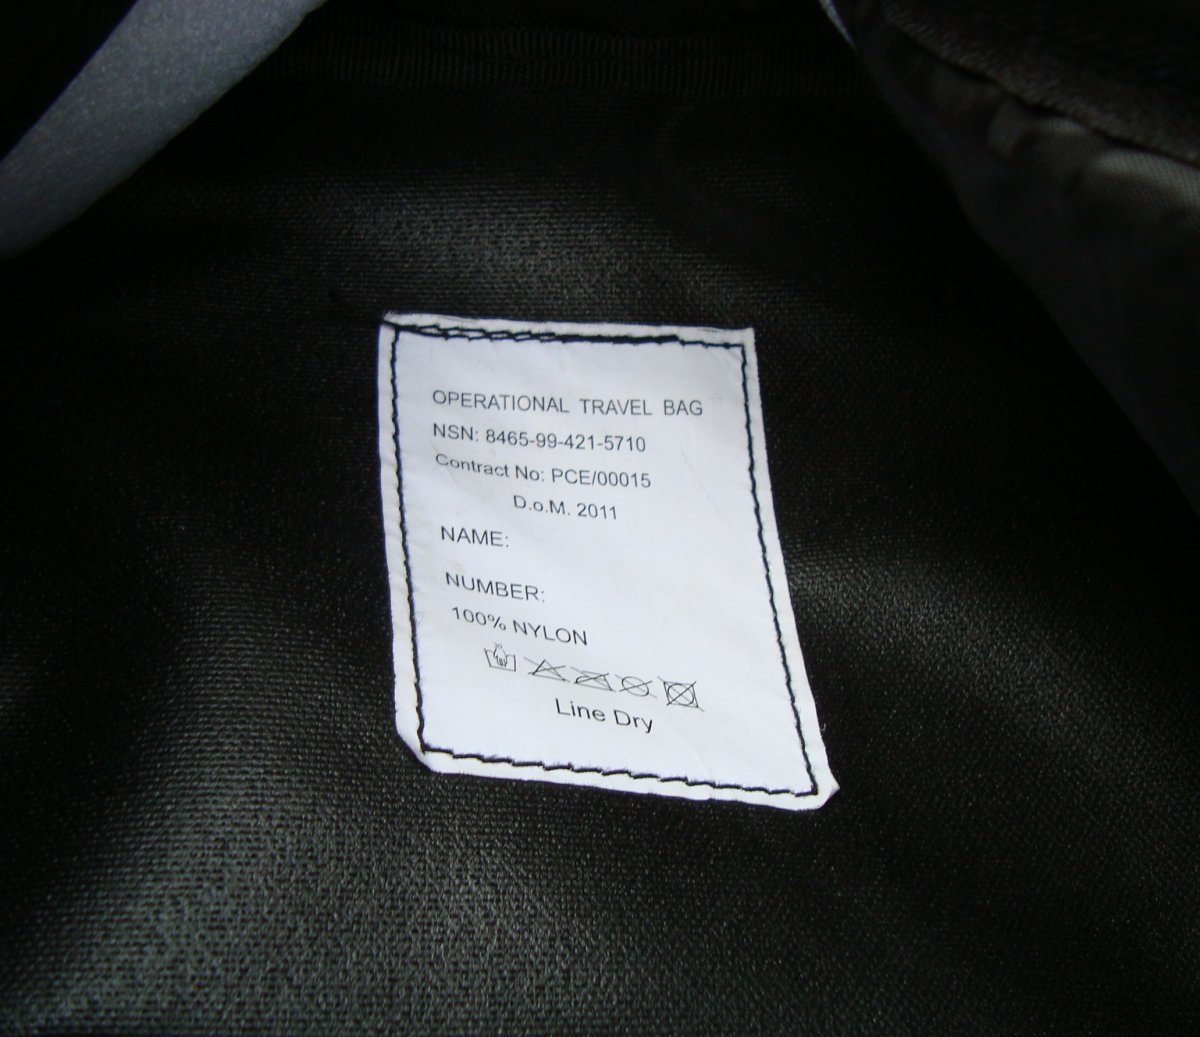 OPERATIONAL TRAVEL BAG
NSN: 8465-99-421-5710
Contract No: PCE/00015
D.o.M. 2011
NAME:
NUMBER:
100% NYLON
Line Dry